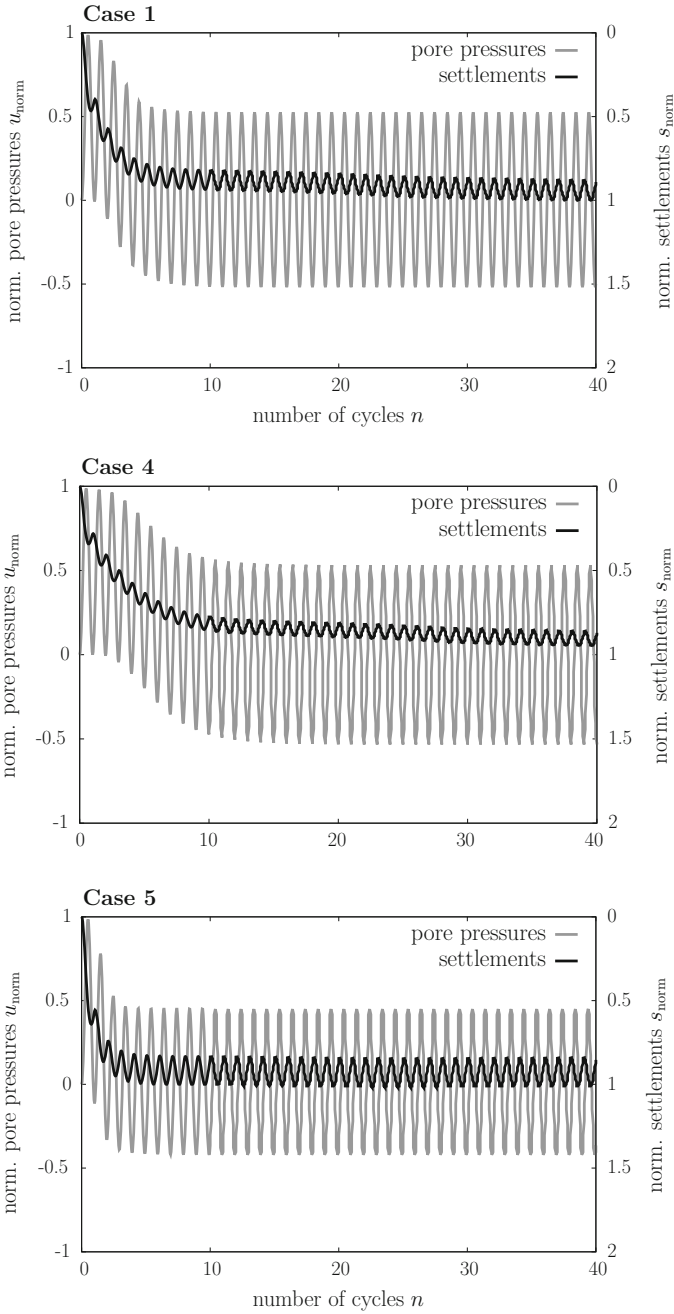 Case 1
pore pressures
settlements
norm. pore pressures u_norm
1
0.5
0
-0.5
-1
0
0.5
1
1.5
2
norm. settlements s_norm
0 10 20 30 40
number of cycles n
Case 4
pore pressures
settlements
norm. pore pressures u_norm
1
0.5
0
-0.5
-1
0
0.5
1
1.5
2
norm. settlements s_norm
0 10 20 30 40
number of cycles n
Case 5
pore pressures
settlements
norm. pore pressures u_norm
1
0.5
0
-0.5
-1
0
0.5
1
1.5
2
norm. settlements s_norm
0 10 20 30 40
number of cycles n